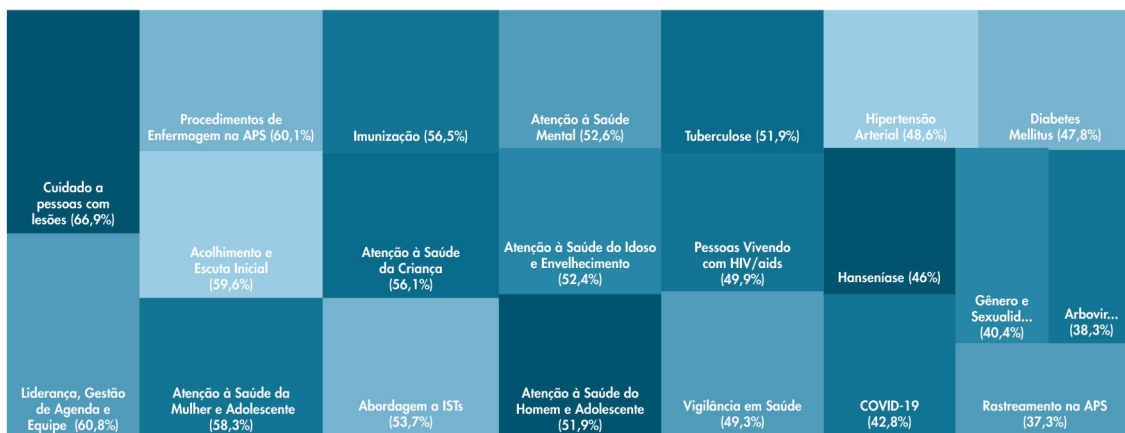 Cuidado a
pessoas com
lesões (66,9%)
Liderança, Gestão
de Agenda e
Equipe (60,8%)
Procedimentos de
Enfermagem na APS (60,1%)
Acolhimento e
Escuta Inicial
(59,6%)
Atenção à Saúde da
Mulher e Adolescente
(58,3%)
Imunização (56,5%)
Atenção à Saúde
da Criança
(56,1%)
Abordagem a ISTs
(53,7%)
Atenção à Saúde
Mental (52,6%)
Atenção à Saúde do Idoso
e Envelhecimento
(52,4%)
Atenção à Saúde do
Homem e Adolescente
(51,9%)
Tuberculose (51,9%)
Pessoas Vivendo
com HIV/aids
(49,9%)
Vigilância em Saúde
(49,3%)
Hipertensão
Arterial (48,6%)
Diabetes
Mellitus (47,8%)
Hanseníase (46%)
COVID-19
(42,8%)
Gênero e
Sexualid...
(40,4%)
Arbovir...
(38,3%)
Rastreamento na APS
(37,3%)